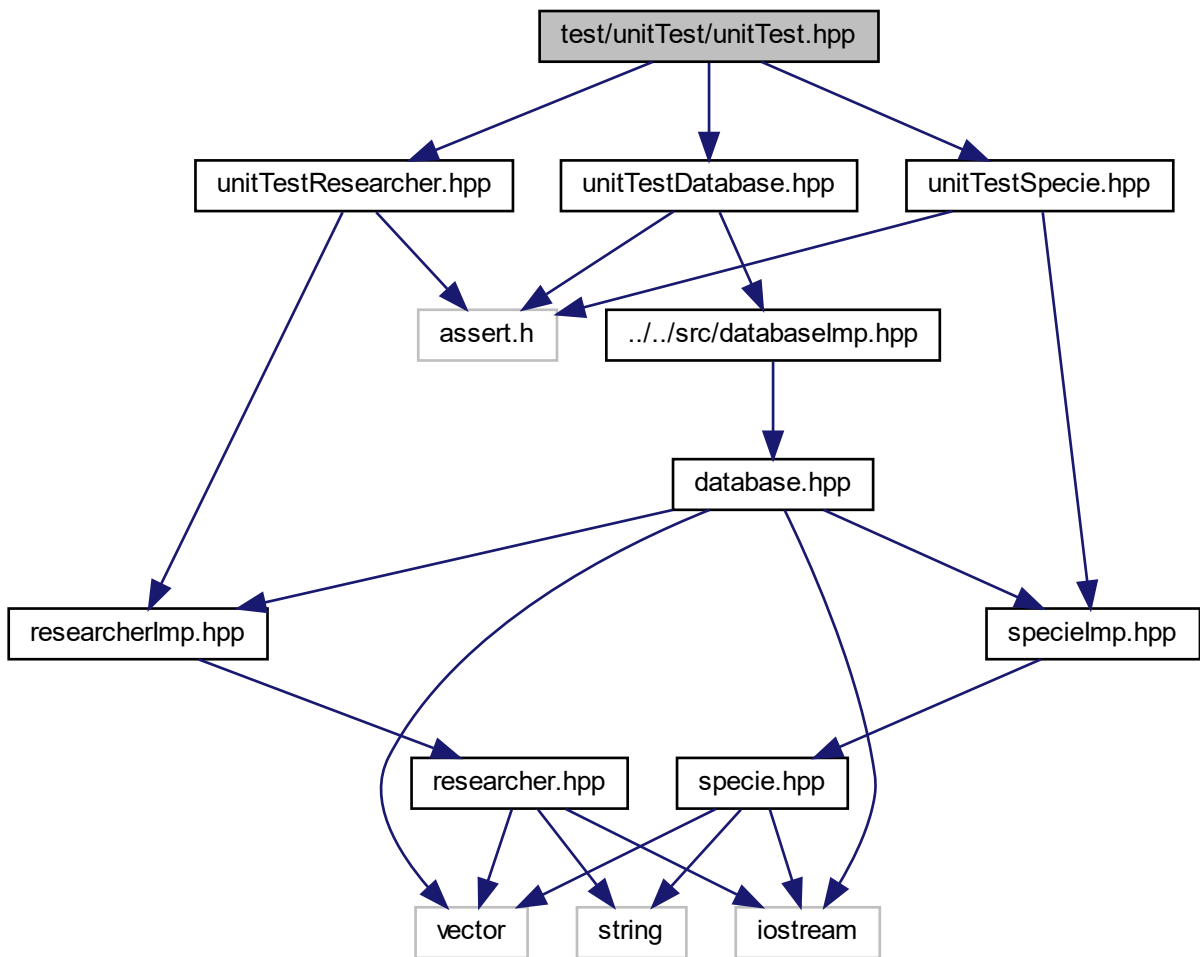 test/unitTest/unitTest.hpp
unitTestResearcher.hpp
unitTestDatabase.hpp
unitTestSpecie.hpp
assert.h
../../src/databaseImp.hpp
database.hpp
researcherImp.hpp
specieImp.hpp
researcher.hpp
specie.hpp
vector
string
iostream